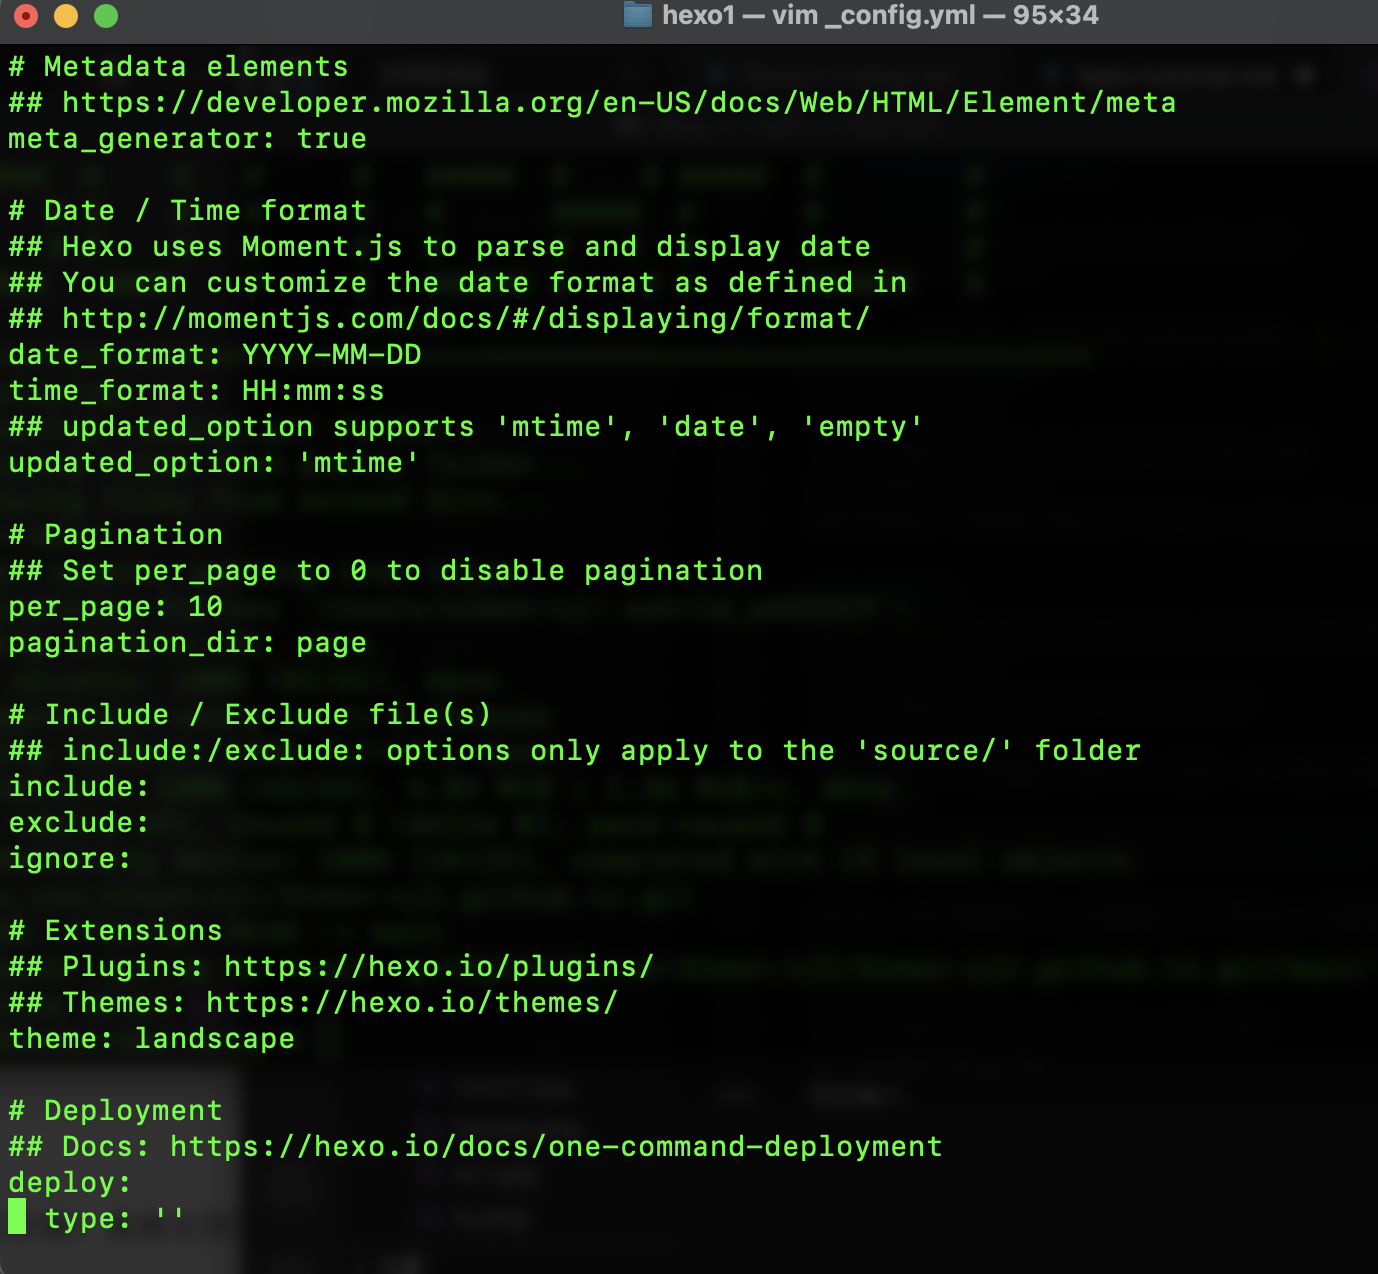 hexo1 — vim _config.yml — 95×34
# Metadata elements
## https://developer.mozilla.org/en-US/docs/Web/HTML/Element/meta
meta_generator: true
# Date / Time format
## Hexo uses Moment.js to parse and display date
## You can customize the date format as defined in
## http://momentjs.com/docs/#/displaying/format/
date_format: YYYY-MM-DD
time_format: HH:mm:ss
## updated_option supports 'mtime', 'date', 'empty'
updated_option: 'mtime'
# Pagination
## Set per_page to 0 to disable pagination
per_page: 10
pagination_dir: page
# Include / Exclude file(s)
## include:/exclude: options only apply to the 'source/' folder
include:
exclude:
ignore:
# Extensions
## Plugins: https://hexo.io/plugins/
## Themes: https://hexo.io/themes/
theme: landscape
# Deployment
## Docs: https://hexo.io/docs/one-command-deployment
deploy:
  type: ''